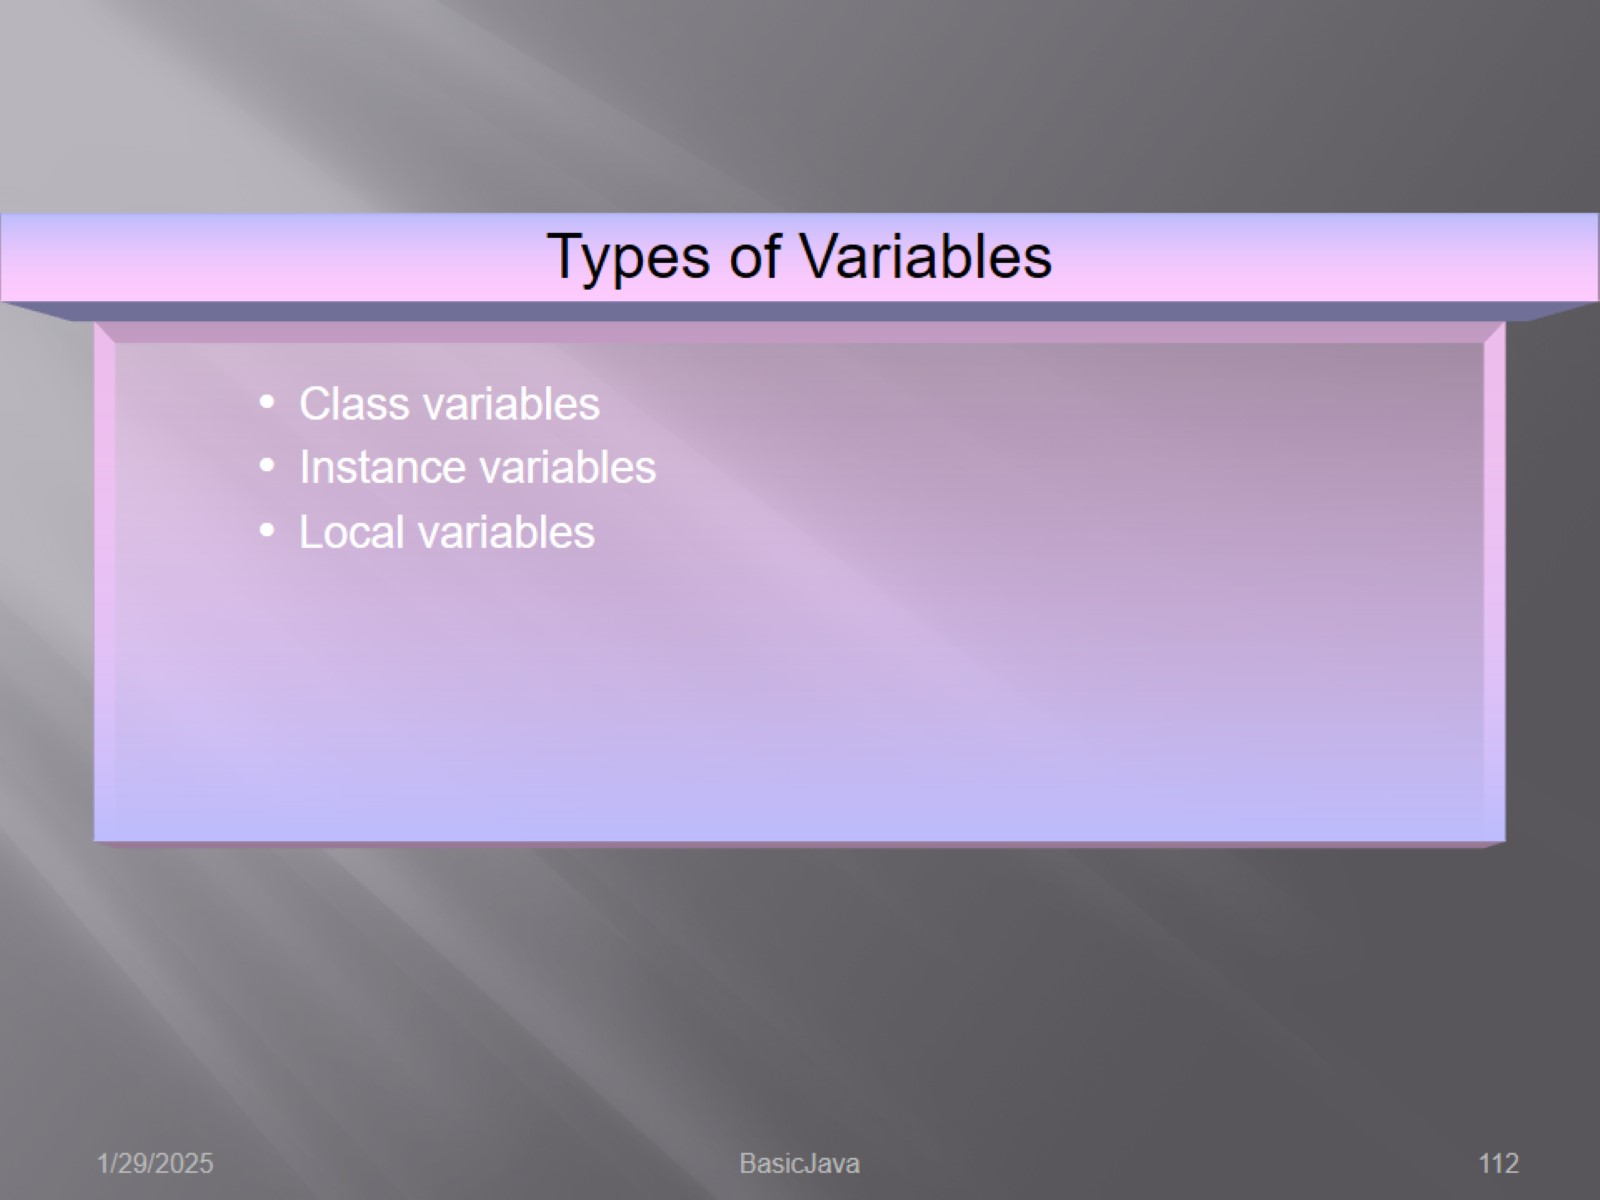 Types of Variables
• Class variables
• Instance variables
• Local variables
1/29/2025
BasicJava
112